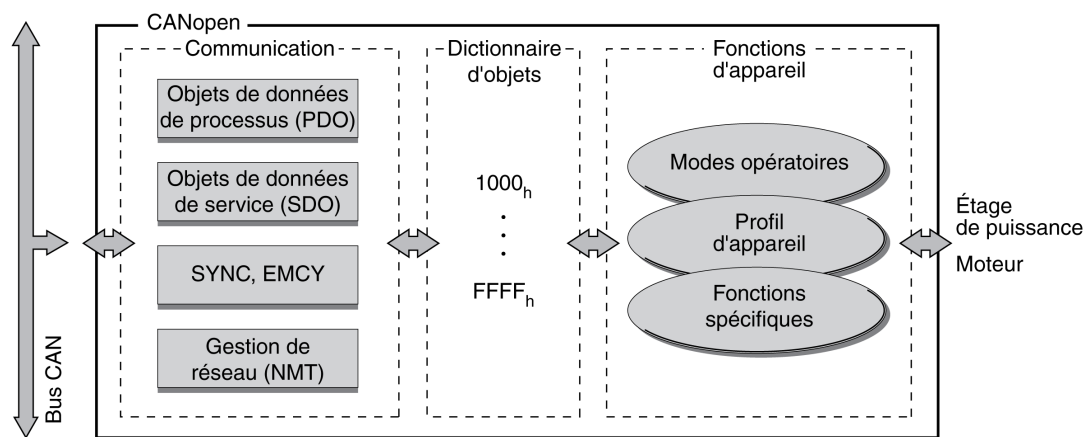 CANopen
Communication
Objets de données
de processus (PDO)
Objets de données
de service (SDO)
SYNC, EMCY
Gestion de
réseau (NMT)
Dictionnaire
d'objets
1000h
.
.
.
FFFFh
Fonctions
d'appareil
Modes opératoires
Profil
d'appareil
Fonctions
spécifiques
Étage
de puissance
Moteur
Bus CAN